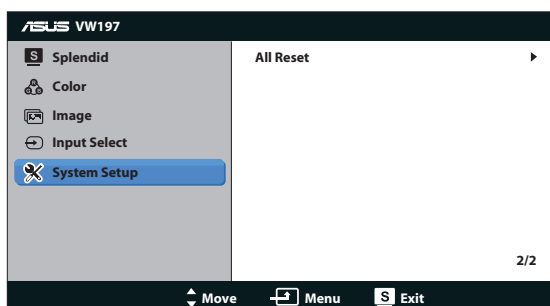 ASUS VW197
S Splendid
Color
Image
Input Select
System Setup
All Reset
2/2
Move Menu S Exit